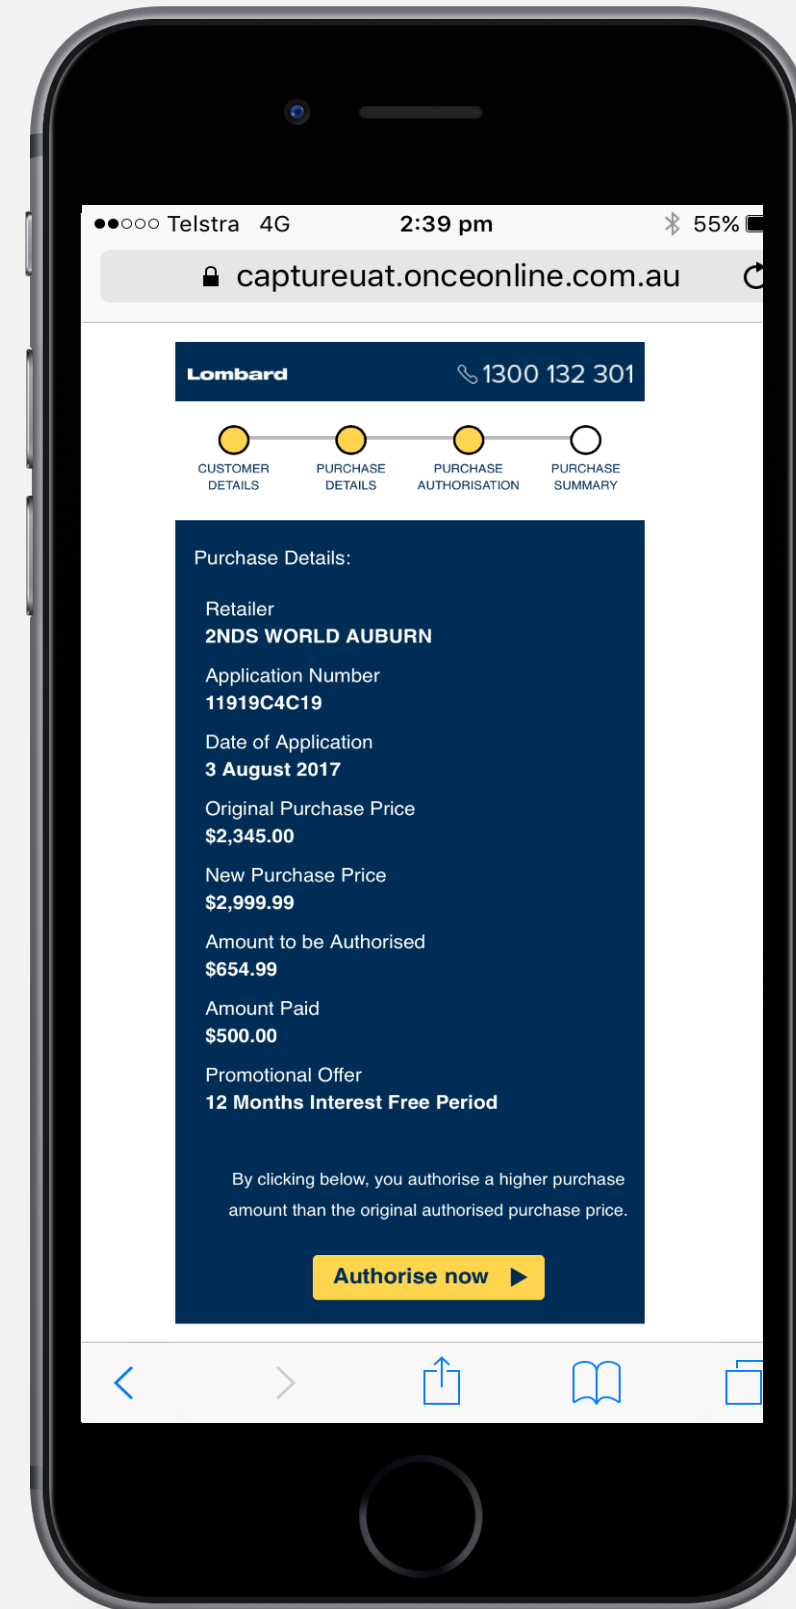 Telstra 4G 2:39 pm 55%
captureuat.onceonline.com.au
Lombard 1300 132 301
CUSTOMER DETAILS
PURCHASE DETAILS
PURCHASE AUTHORISATION
PURCHASE SUMMARY
Purchase Details:
Retailer
2NDS WORLD AUBURN
Application Number
11919C4C19
Date of Application
3 August 2017
Original Purchase Price
$2,345.00
New Purchase Price
$2,999.99
Amount to be Authorised
$654.99
Amount Paid
$500.00
Promotional Offer
12 Months Interest Free Period
By clicking below, you authorise a higher purchase
amount than the original authorised purchase price.
Authorise now